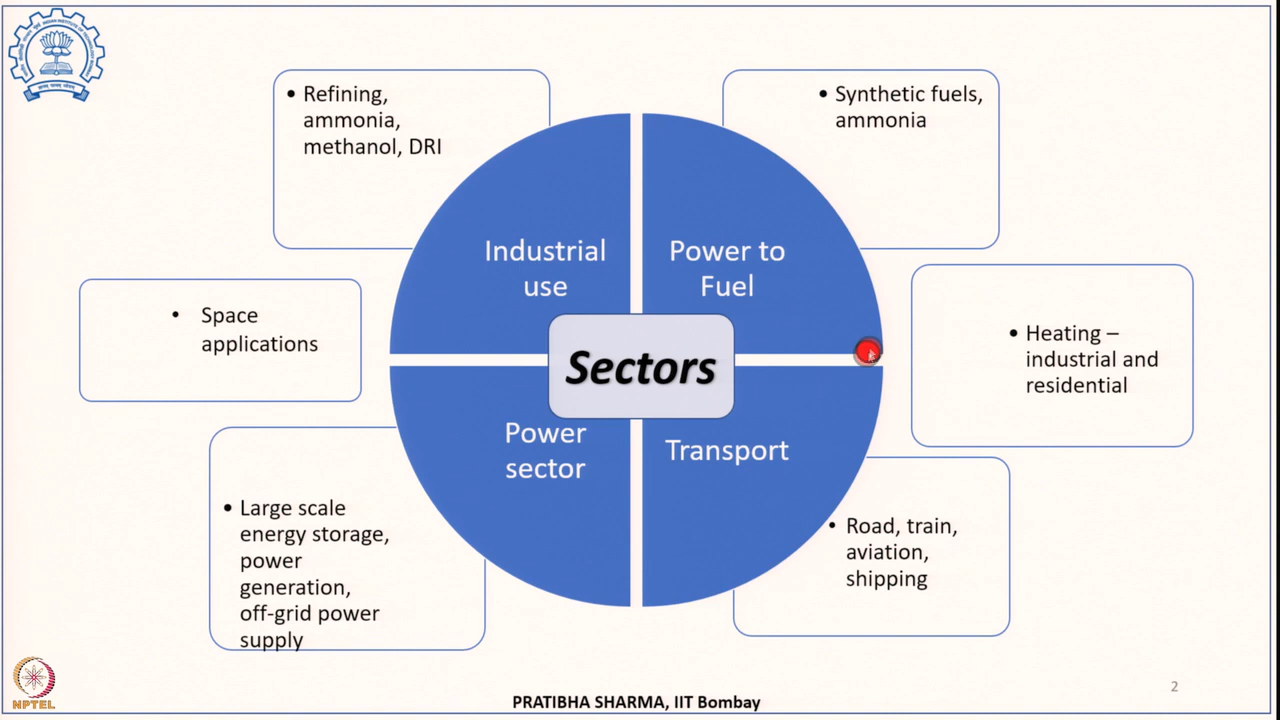 • Refining,
ammonia,
methanol, DRI
• Synthetic fuels,
ammonia
Industrial
use
Power to
Fuel
• Space
applications
Sectors
• Heating –
industrial and
residential
Power
sector
Transport
• Large scale
energy storage,
power
generation,
off-grid power
supply
• Road, train,
aviation,
shipping
NPTEL
PRATIBHA SHARMA, IIT Bombay
2